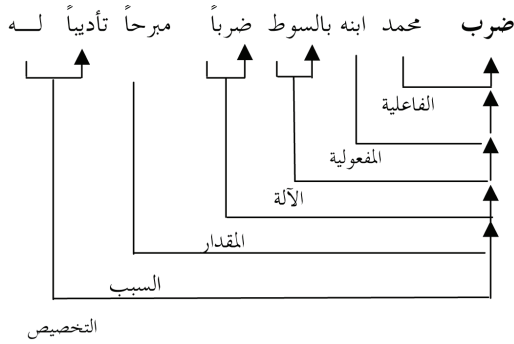 ضرب محمد ابنه بالسوط ضرباً مبرحاً تأديباً لــه
الفاعلية
المفعولية
الآلة
المقدار
السبب
التخصيص